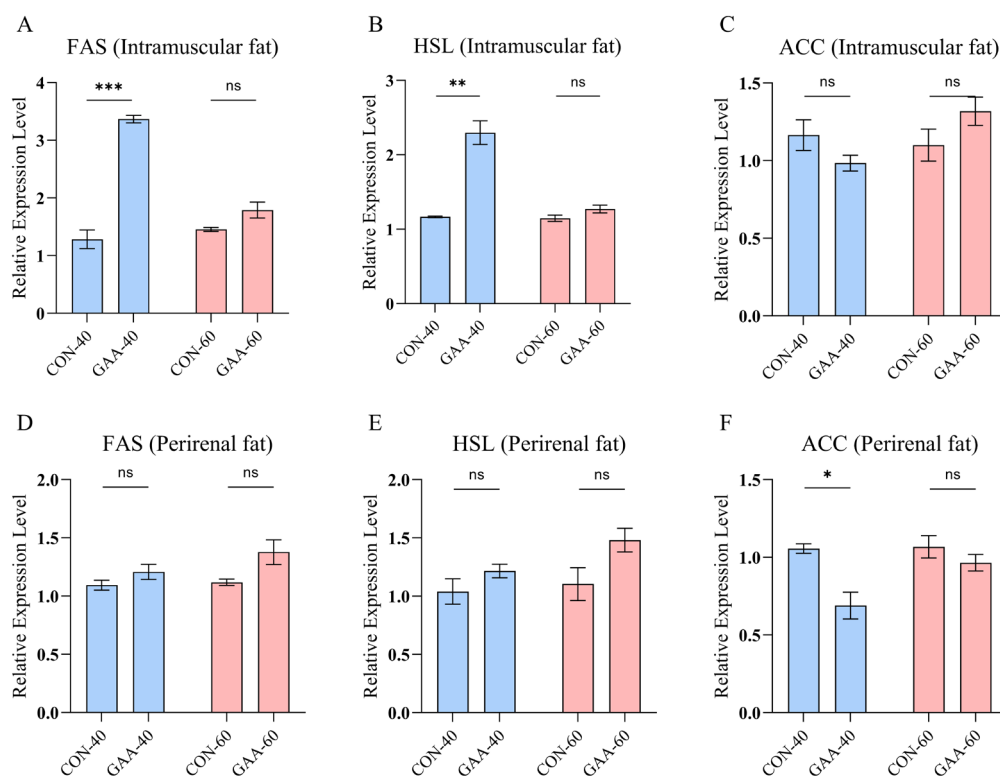 A
FAS (Intramuscular fat)
Relative Expression Level
4
3
2
1
0
***
ns
CON-40
GAA-40
CON-60
GAA-60
B
HSL (Intramuscular fat)
Relative Expression Level
3
2
1
0
**
ns
CON-40
GAA-40
CON-60
GAA-60
C
ACC (Intramuscular fat)
Relative Expression Level
1.5
1.0
0.5
0.0
ns
ns
CON-40
GAA-40
CON-60
GAA-60
D
FAS (Perirenal fat)
Relative Expression Level
2.0
1.5
1.0
0.5
0.0
ns
ns
CON-40
GAA-40
CON-60
GAA-60
E
HSL (Perirenal fat)
Relative Expression Level
2.0
1.5
1.0
0.5
0.0
ns
ns
CON-40
GAA-40
CON-60
GAA-60
F
ACC (Perirenal fat)
Relative Expression Level
1.5
1.0
0.5
0.0
*
ns
CON-40
GAA-40
CON-60
GAA-60